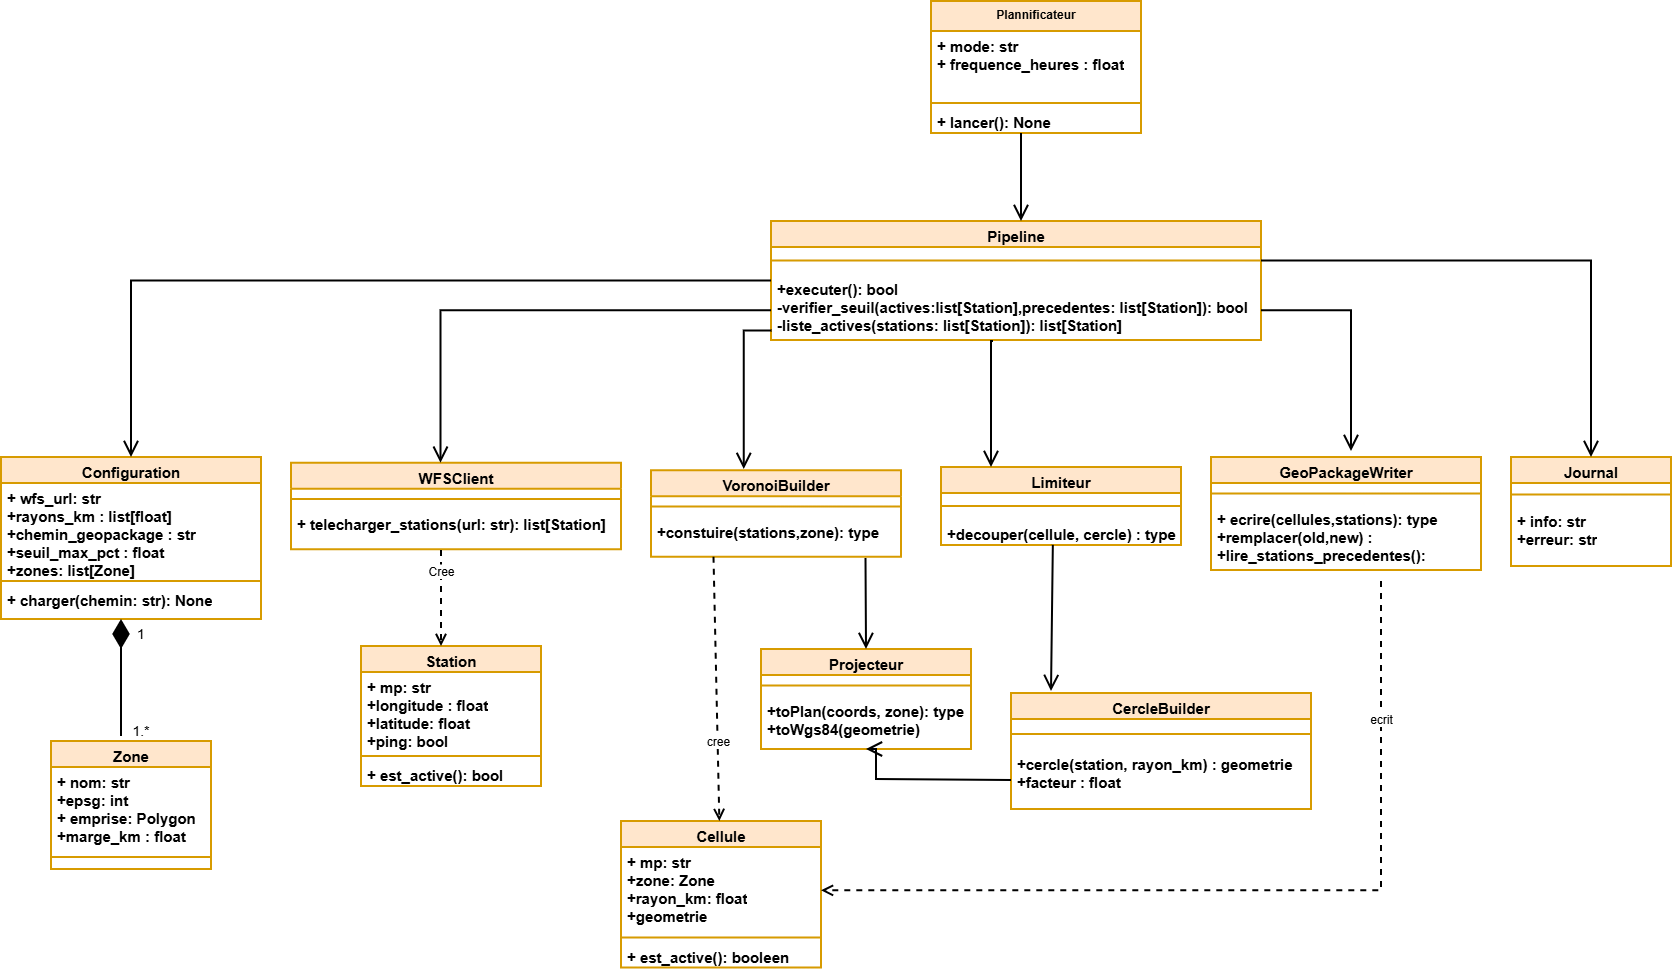 Plannificateur
+ mode: str
+ frequence_heures : float
+ lancer(): None
Pipeline
+executer(): bool
-verifier_seuil(actives:list[Station],precedentes: list[Station]): bool
-liste_actives(stations: list[Station]): list[Station]
Configuration
+ wfs_url: str
+rayons_km : list[float]
+chemin_geopackage : str
+seuil_max_pct : float
+zones: list[Zone]
+ charger(chemin: str): None
WFSClient
+ telecharger_stations(url: str): list[Station]
VoronoiBuilder
+constuire(stations,zone): type
Limiteur
+decouper(cellule, cercle) : type
GeoPackageWriter
+ ecrire(cellules,stations): type
+remplacer(old,new) :
+lire_stations_precedentes():
Journal
+ info: str
+erreur: str
Cree
1
1.*
Station
+ mp: str
+longitude : float
+latitude: float
+ping: bool
+ est_active(): bool
Projecteur
+toPlan(coords, zone): type
+toWgs84(geometrie)
CercleBuilder
+cercle(station, rayon_km) : geometrie
+facteur : float
ecrit
cree
Zone
+ nom: str
+epsg: int
+ emprise: Polygon
+marge_km : float
Cellule
+ mp: str
+zone: Zone
+rayon_km: float
+geometrie
+ est_active(): booleen